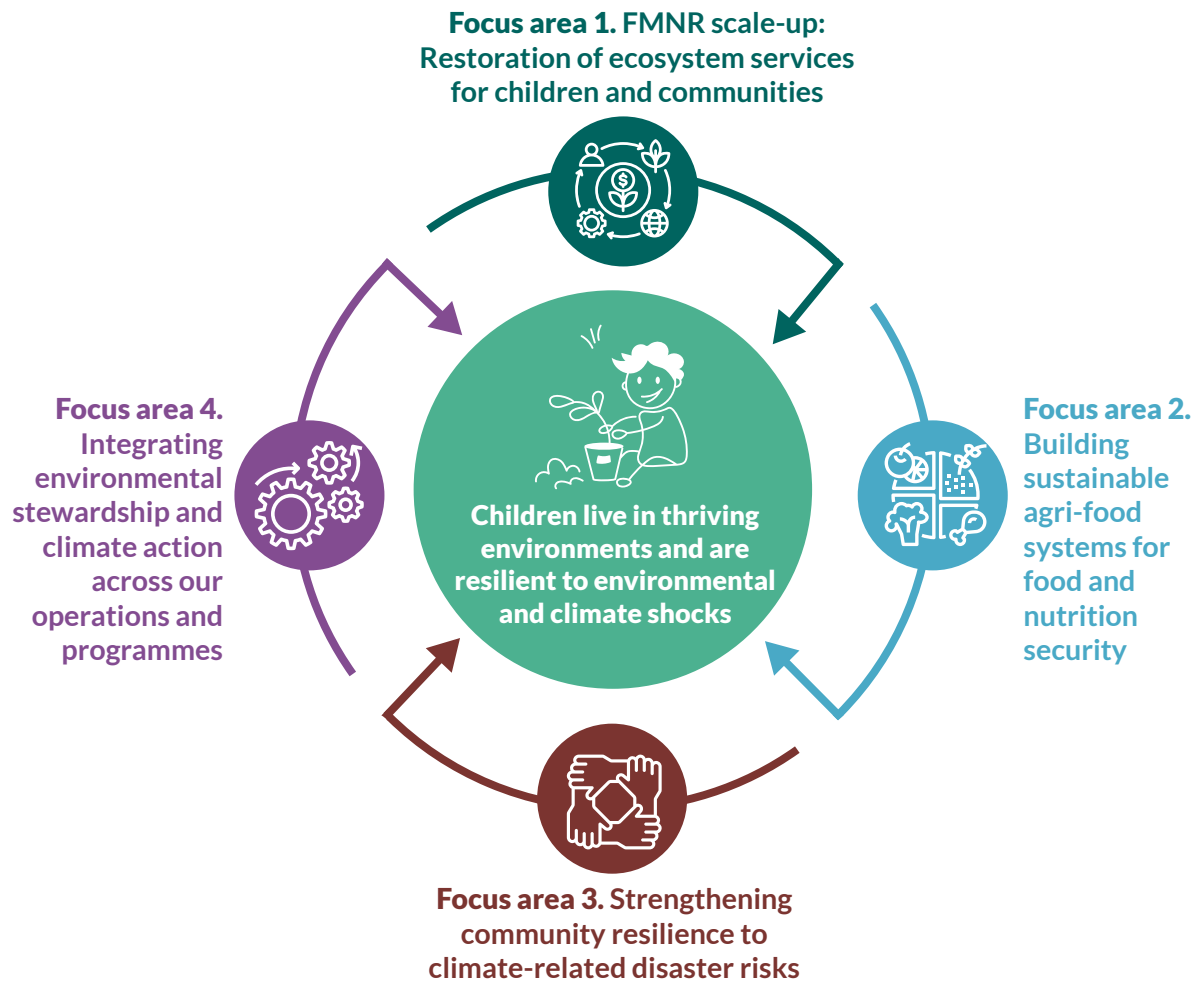 Focus area 1. FMNR scale-up:
Restoration of ecosystem services
for children and communities
$
Focus area 2.
Building
sustainable
agri-food
systems for
food and
nutrition
security
Focus area 4.
Integrating
environmental
stewardship and
climate action
across our
operations and
programmes
Children live in thriving
environments and are
resilient to environmental
and climate shocks
Focus area 3. Strengthening
community resilience to
climate-related disaster risks